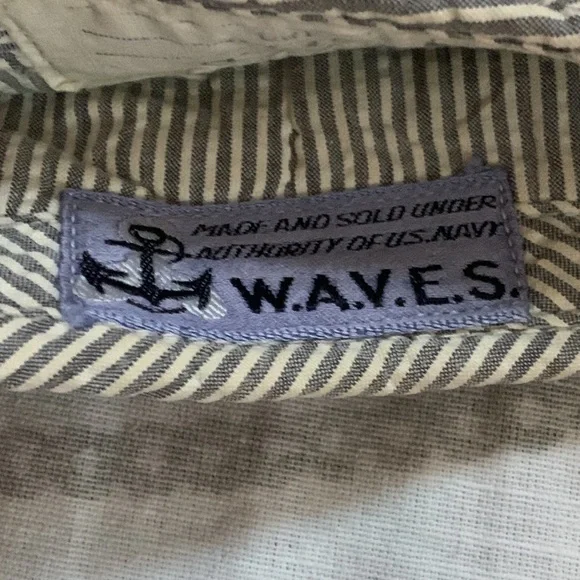 MADE AND SOLD UNDER
AUTHORITY OF U.S. NAVY
W.A.V.E.S.